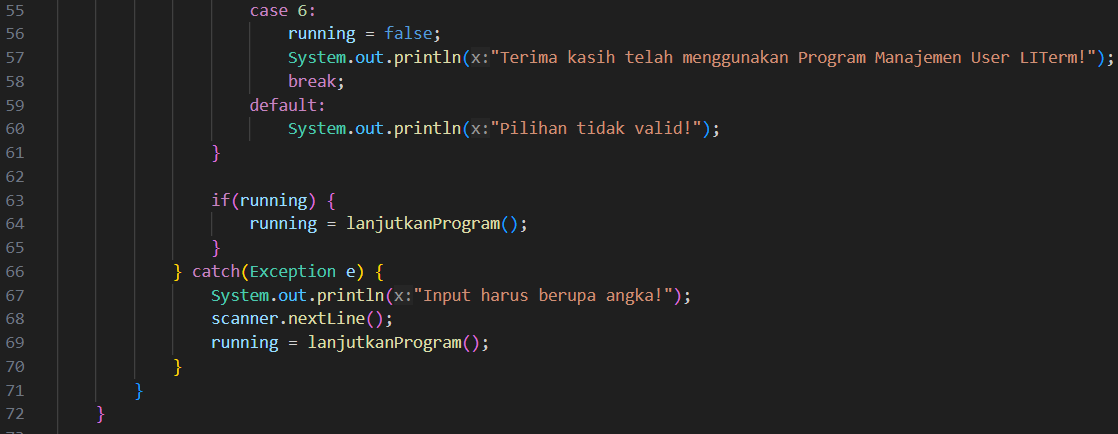 55 case 6:
56 running = false;
57 System.out.println(x:"Terima kasih telah menggunakan Program Manajemen User LITerm!");
58 break;
59 default:
60 System.out.println(x:"Pilihan tidak valid!");
61 }
62
63 if(running) {
64 running = lanjutkanProgram();
65 }
66 } catch(Exception e) {
67 System.out.println(x:"Input harus berupa angka!");
68 scanner.nextLine();
69 running = lanjutkanProgram();
70 }
71 }
72 }